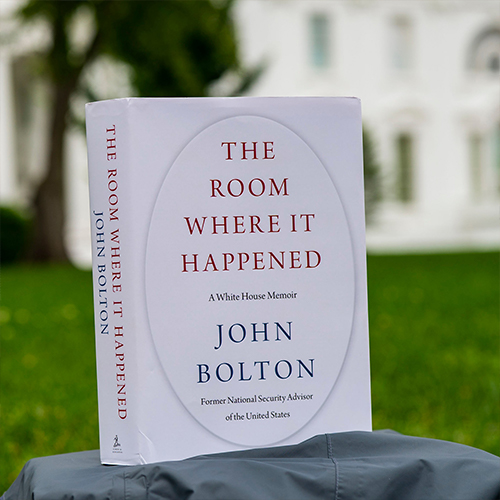 THE ROOM WHERE IT HAPPENED
JOHN BOLTON
THE
ROOM
WHERE IT
HAPPENED
A White House Memoir
JOHN
BOLTON
Former National Security Advisor
of the United States